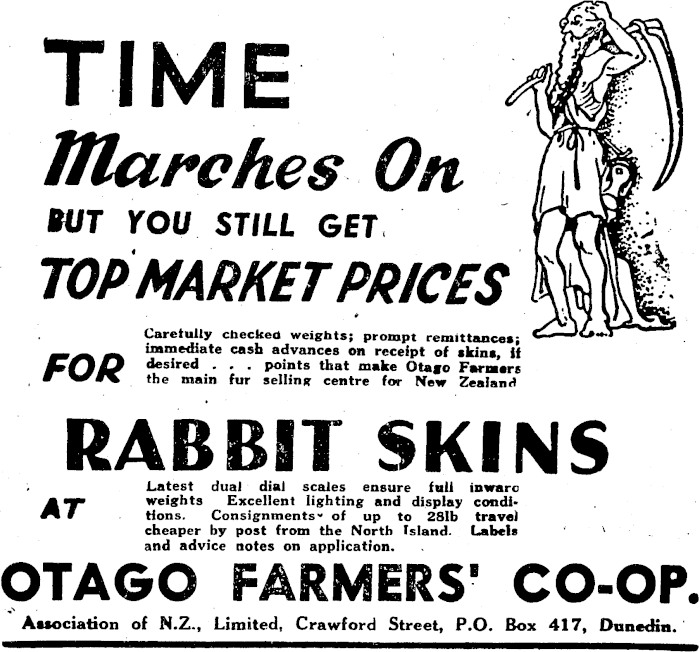 TIME
Marches On
BUT YOU STILL GET
TOP MARKET PRICES
FOR
Carefully checked weights; prompt remittances;
immediate cash advances on receipt of skins, if
desired . . . points that make Otago Farmers
the main fur selling centre for New Zealand
RABBIT SKINS
AT
Latest dual dial scales ensure full inward
weights Excellent lighting and display condi-
tions. Consignments of up to 28lb travel
cheaper by post from the North Island. Labels
and advice notes on application.
OTAGO FARMERS' CO-OP.
Association of N.Z., Limited, Crawford Street, P.O. Box 417, Dunedin.